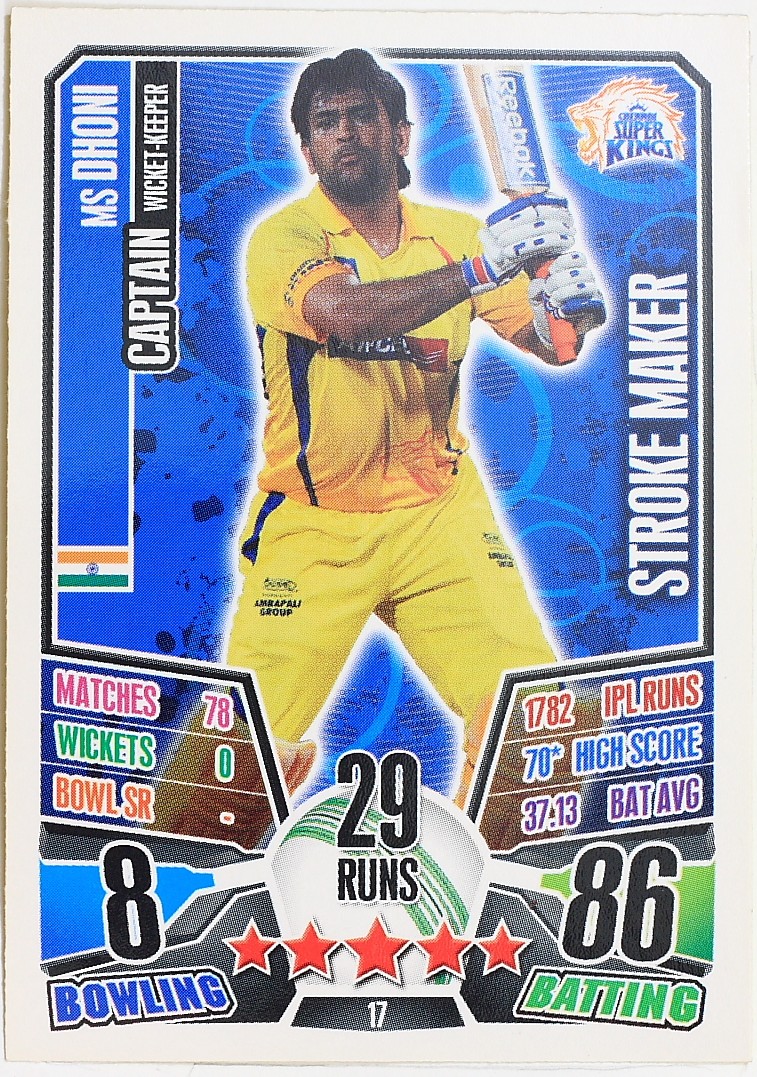 MS DHONI
WICKET-KEEPER
CAPTAIN
Reebok
CHENNAI
SUPER
KINGS
STROKE MAKER
AMRAPALI
GROUP
MATCHES 78
WICKETS 0
BOWL SR -
1782 IPL RUNS
70* HIGH SCORE
37.13 BAT AVG
29
RUNS
8
BOWLING
86
BATTING
17